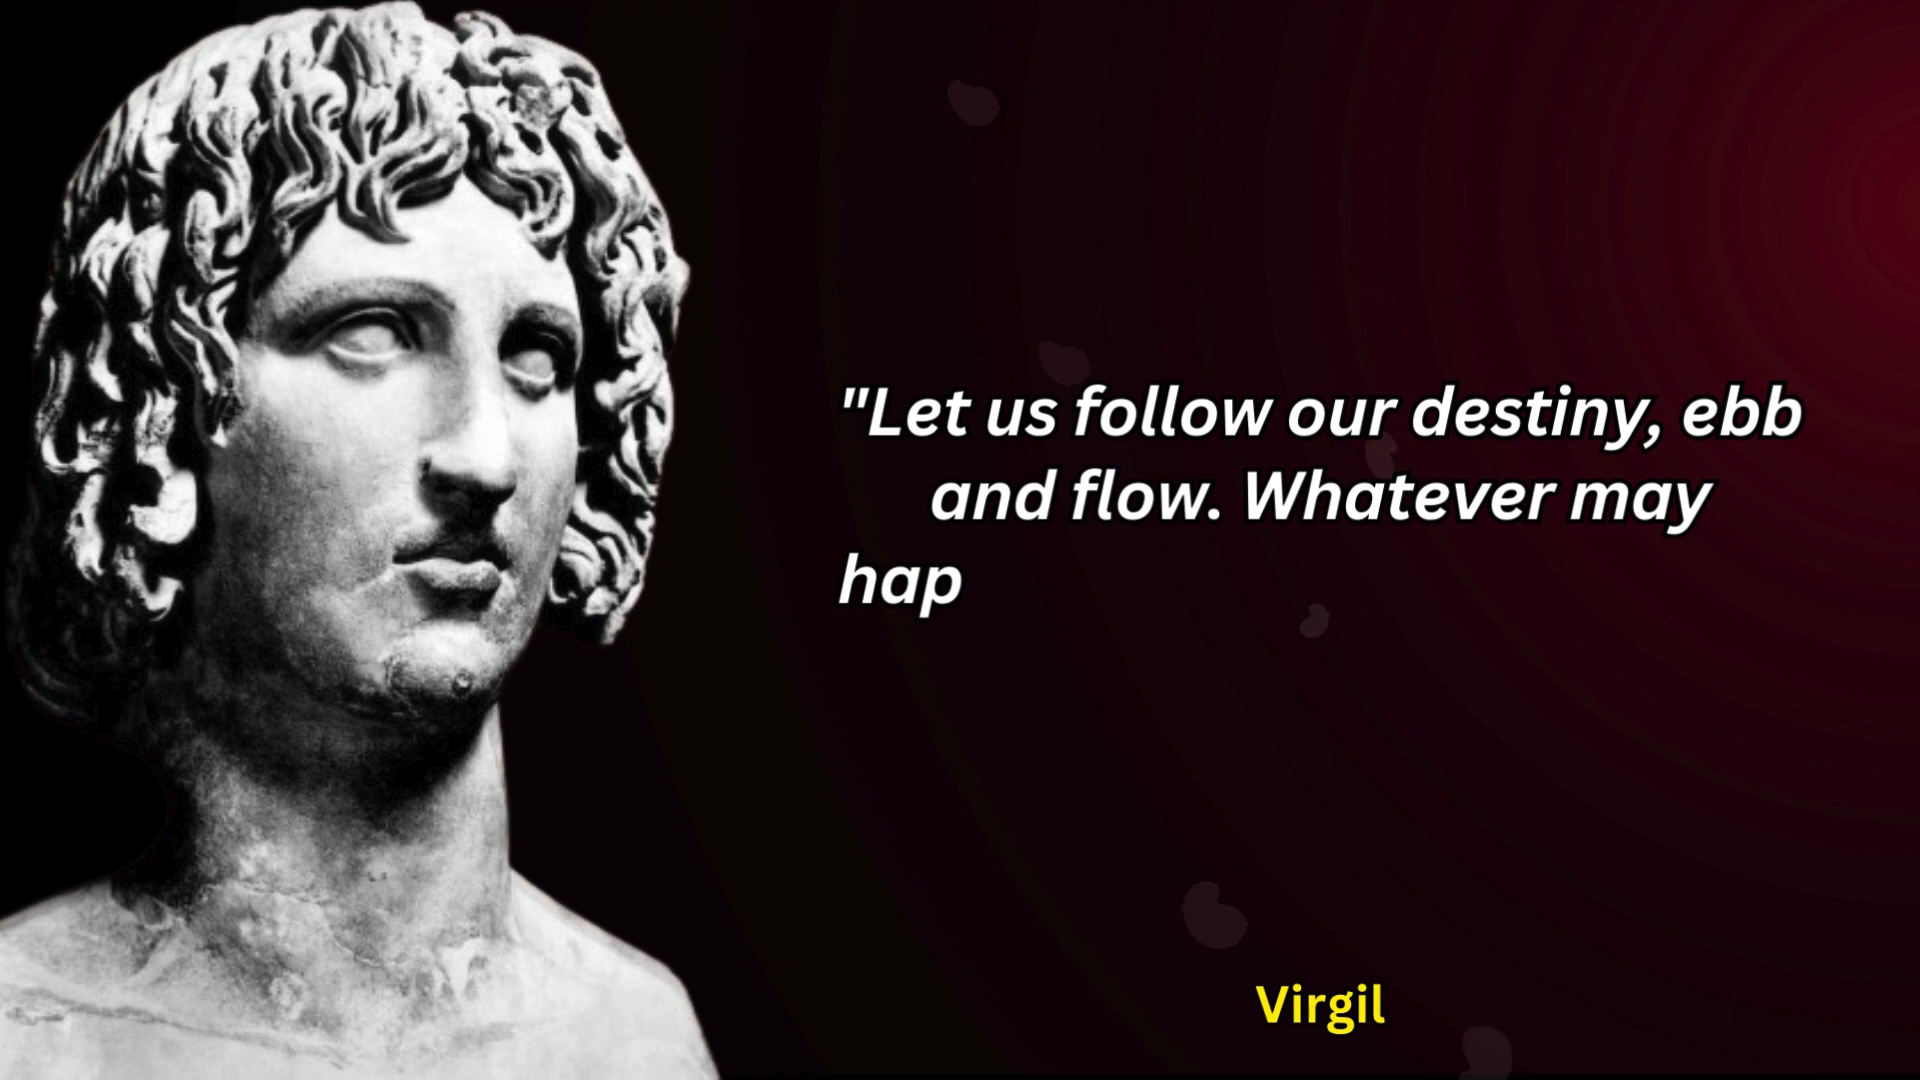 "Let us follow our destiny, ebb
and flow. Whatever may
hap
Virgil